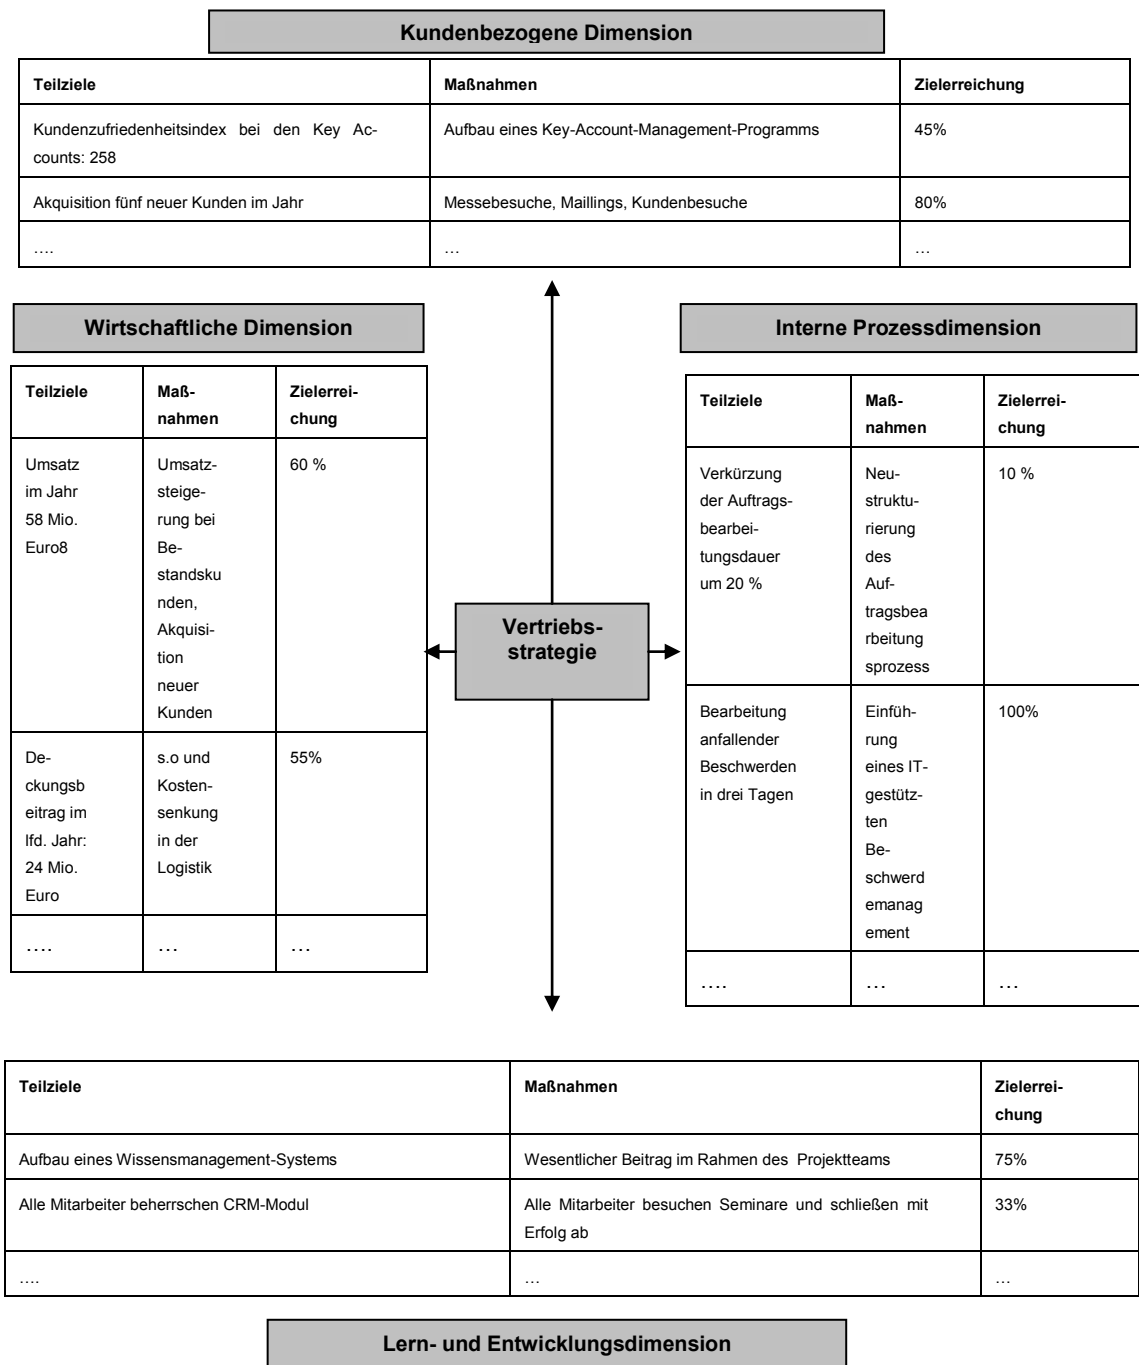 Kundenbezogene Dimension
Teilziele
Maßnahmen
Zielerreichung
Kundenzufriedenheitsindex bei den Key Ac-
counts: 258
Aufbau eines Key-Account-Management-Programms
45%
Akquisition fünf neuer Kunden im Jahr
Messebesuche, Maillings, Kundenbesuche
80%
….
…
…
Wirtschaftliche Dimension
Teilziele
Maß-
nahmen
Zielerrei-
chung
Umsatz
im Jahr
58 Mio.
Euro8
Umsatz-
steige-
rung bei
Be-
standsku
nden,
Akquisi-
tion
neuer
Kunden
60 %
De-
ckungsb
eitrag im
lfd. Jahr:
24 Mio.
Euro
s.o und
Kosten-
senkung
in der
Logistik
55%
….
…
…
Vertriebs-
strategie
Interne Prozessdimension
Teilziele
Maß-
nahmen
Zielerrei-
chung
Verkürzung
der Auftrags-
bearbei-
tungsdauer
um 20 %
Neu-
struktu-
rierung
des
Auf-
tragsbea
rbeitung
sprozess
10 %
Bearbeitung
anfallender
Beschwerden
in drei Tagen
Einfüh-
rung
eines IT-
gestütz-
ten
Be-
schwerd
emanag
ement
100%
….
…
…
Teilziele
Maßnahmen
Zielerrei-
chung
Aufbau eines Wissensmanagement-Systems
Wesentlicher Beitrag im Rahmen des Projektteams
75%
Alle Mitarbeiter beherrschen CRM-Modul
Alle Mitarbeiter besuchen Seminare und schließen mit
Erfolg ab
33%
….
…
…
Lern- und Entwicklungsdimension